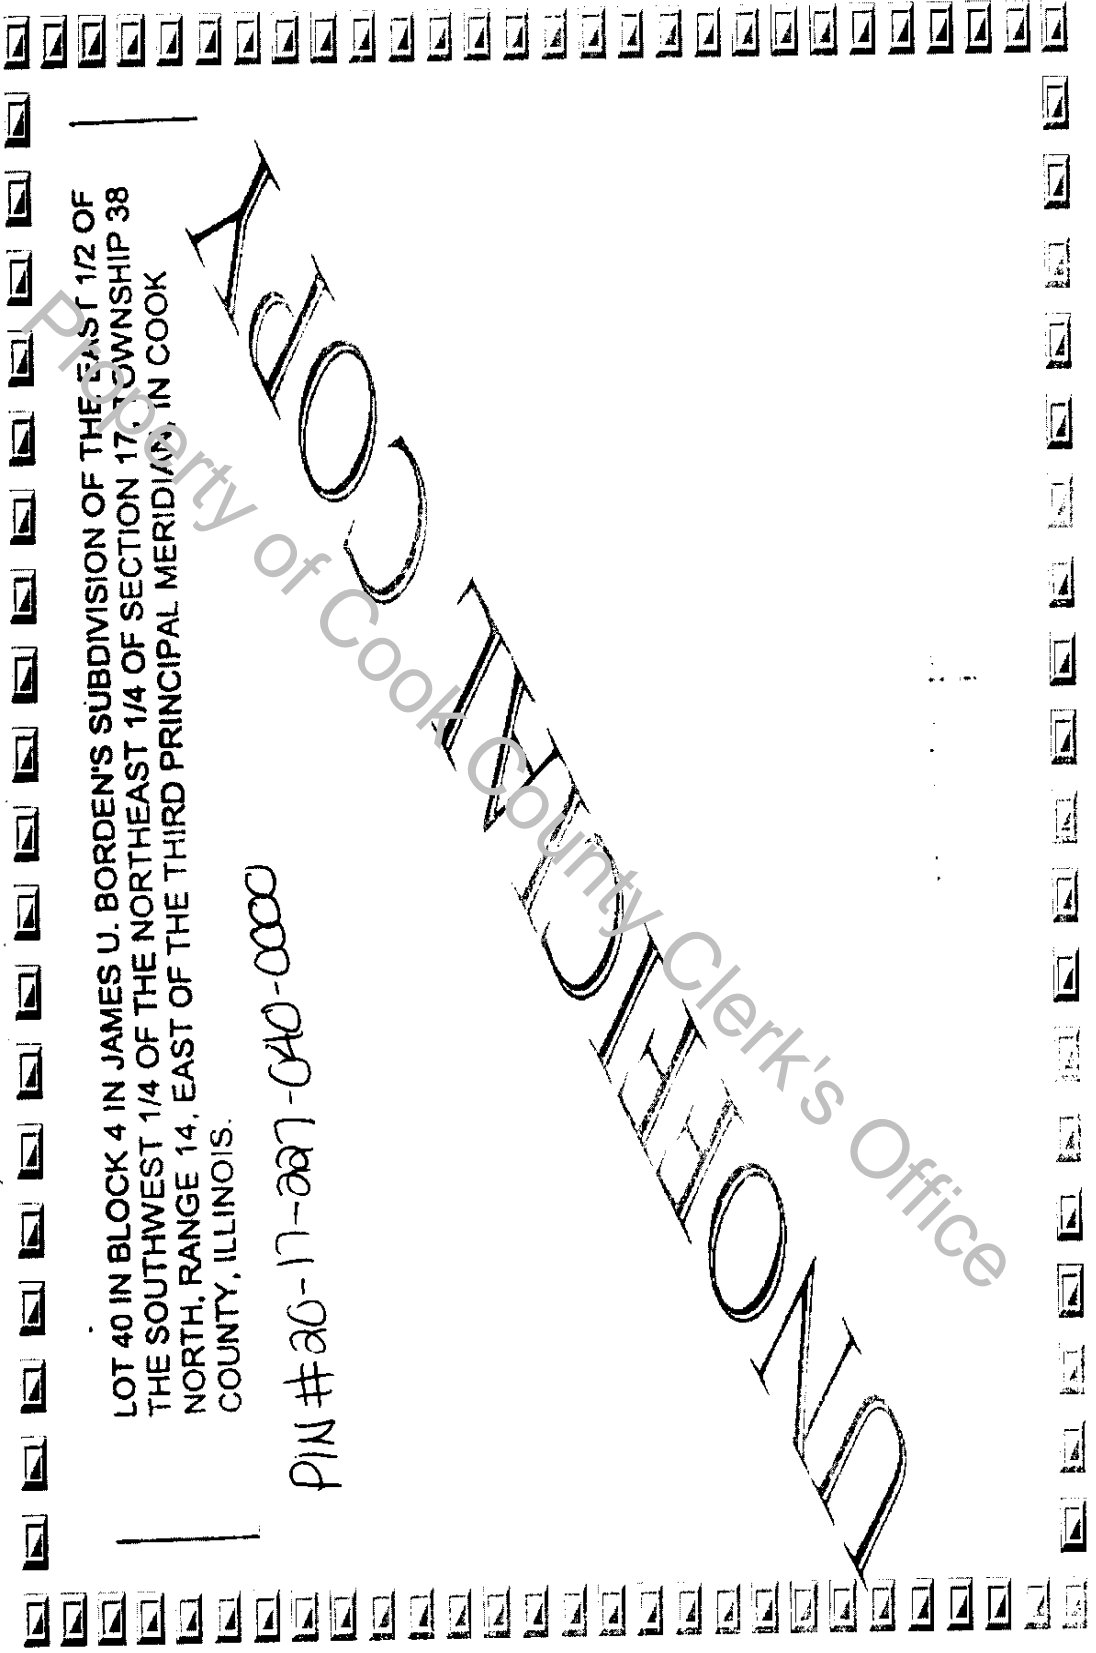 LOT 40 IN BLOCK 4 IN JAMES U. BORDEN'S SUBDIVISION OF THE EAST 1/2 OF
THE SOUTHWEST 1/4 OF THE NORTHEAST 1/4 OF SECTION 17, TOWNSHIP 38
NORTH, RANGE 14, EAST OF THE THIRD PRINCIPAL MERIDIAN, IN COOK
COUNTY, ILLINOIS.
PIN #20-17-227-040-0000
UNOFFICIAL COPY
Property of Cook County Clerk's Office